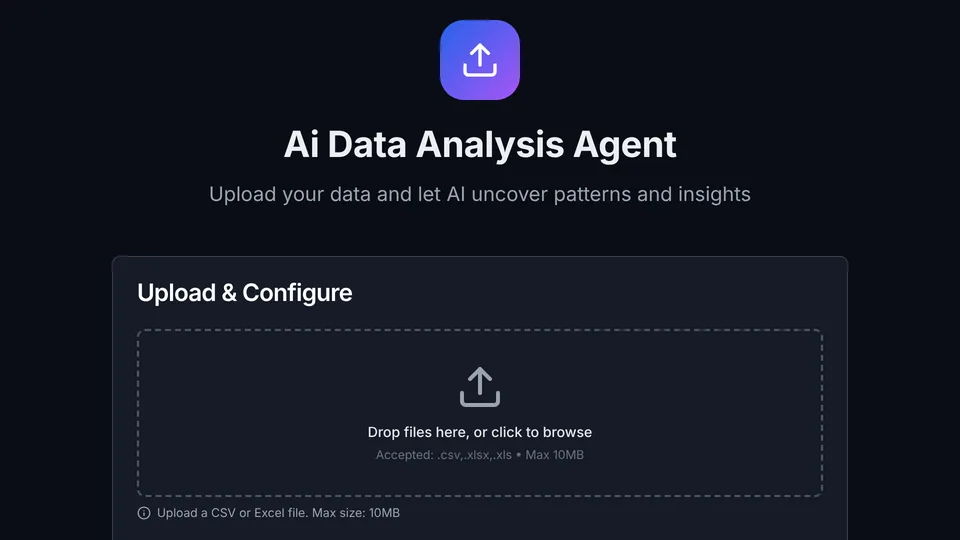 Ai Data Analysis Agent
Upload your data and let AI uncover patterns and insights
Upload & Configure
Drop files here, or click to browse
Accepted: .csv,.xlsx,.xls • Max 10MB
Upload a CSV or Excel file. Max size: 10MB